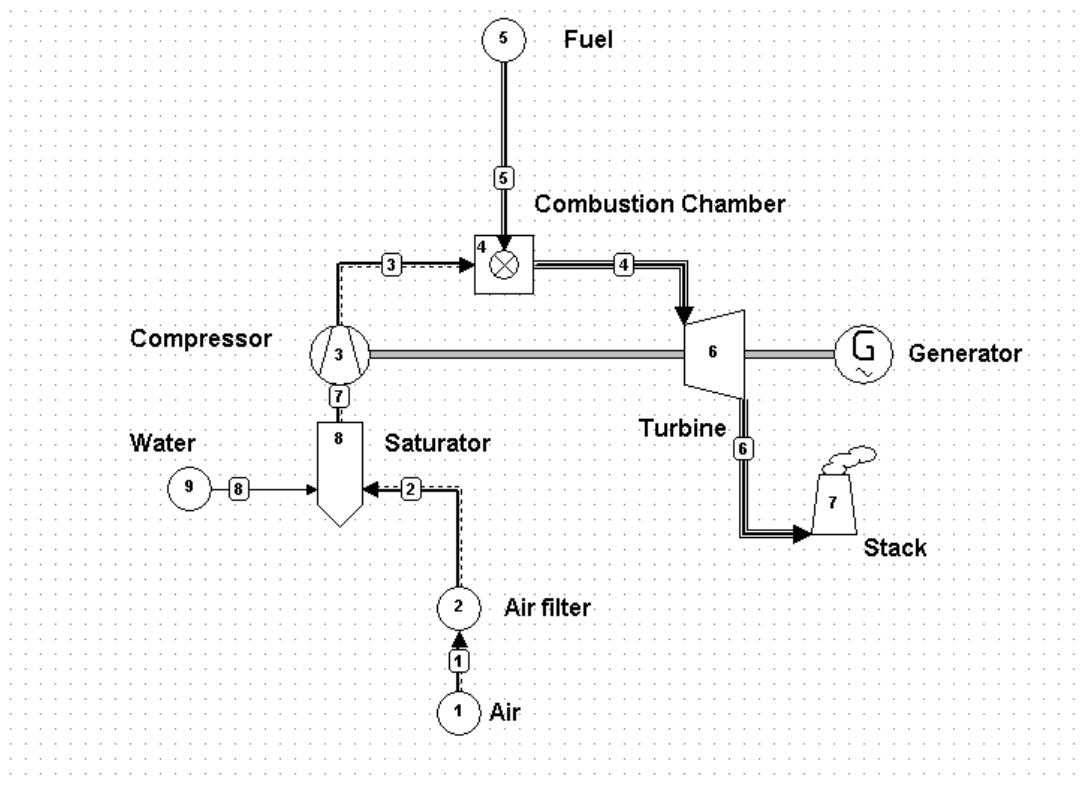 5
Fuel
5
Combustion Chamber
4
3
4
Compressor
3
6
G
Generator
7
Turbine
Water
8
Saturator
6
9
8
2
7
Stack
2
Air filter
1
1
Air